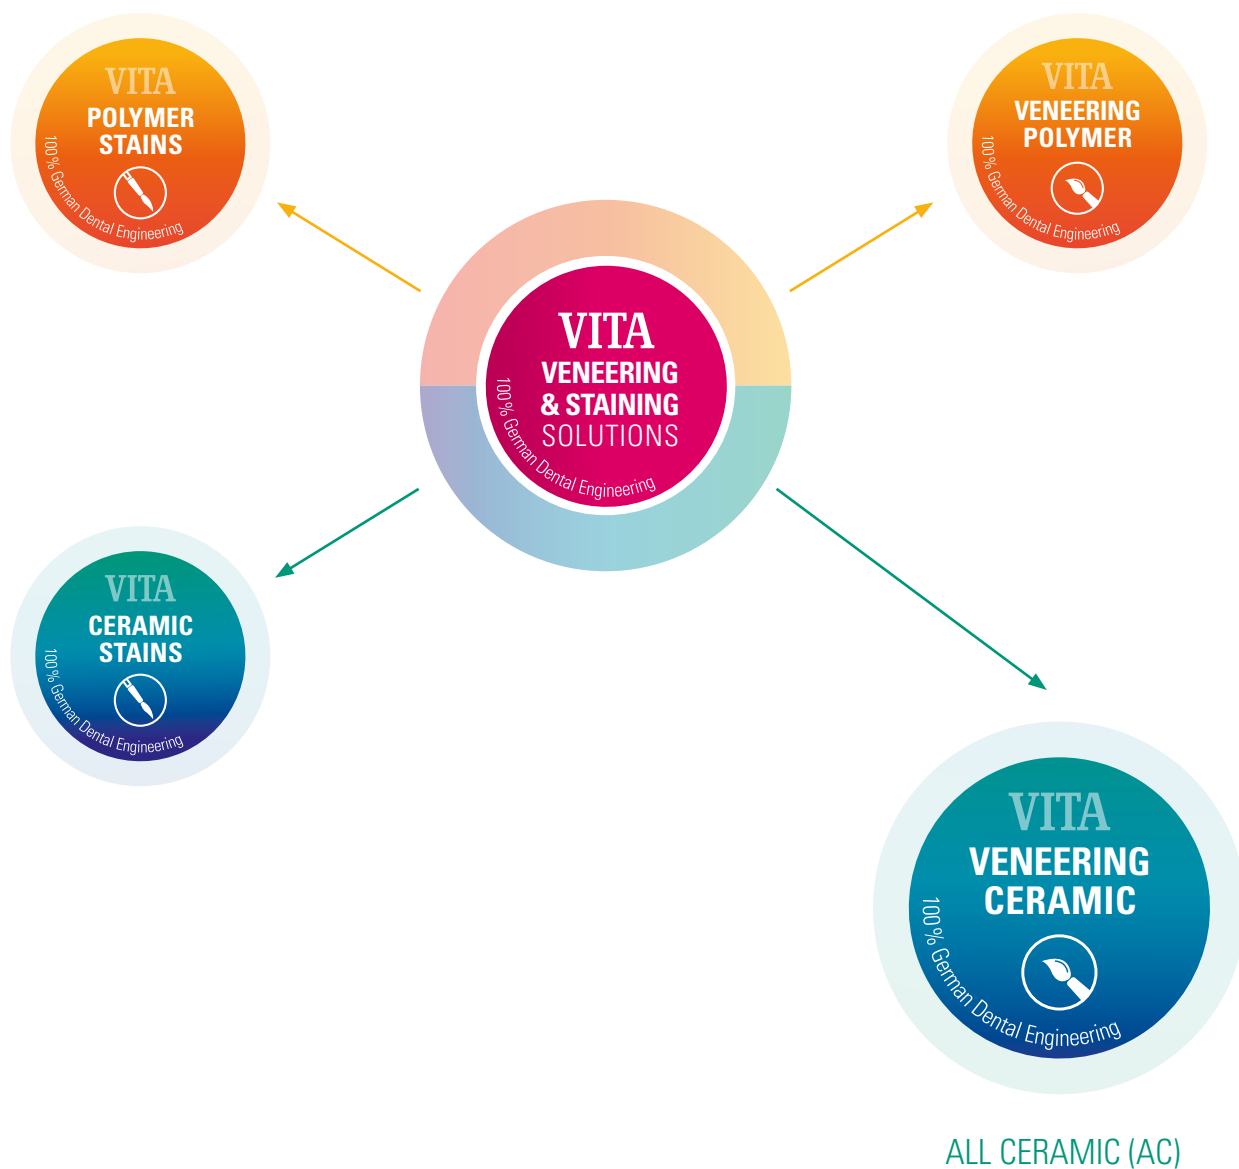 VITA
POLYMER
STAINS
100% German Dental Engineering
VITA
VENEERING
POLYMER
100% German Dental Engineering
VITA
VENEERING
& STAINING
SOLUTIONS
100% German Dental Engineering
VITA
CERAMIC
STAINS
100% German Dental Engineering
VITA
VENEERING
CERAMIC
100% German Dental Engineering
ALL CERAMIC (AC)